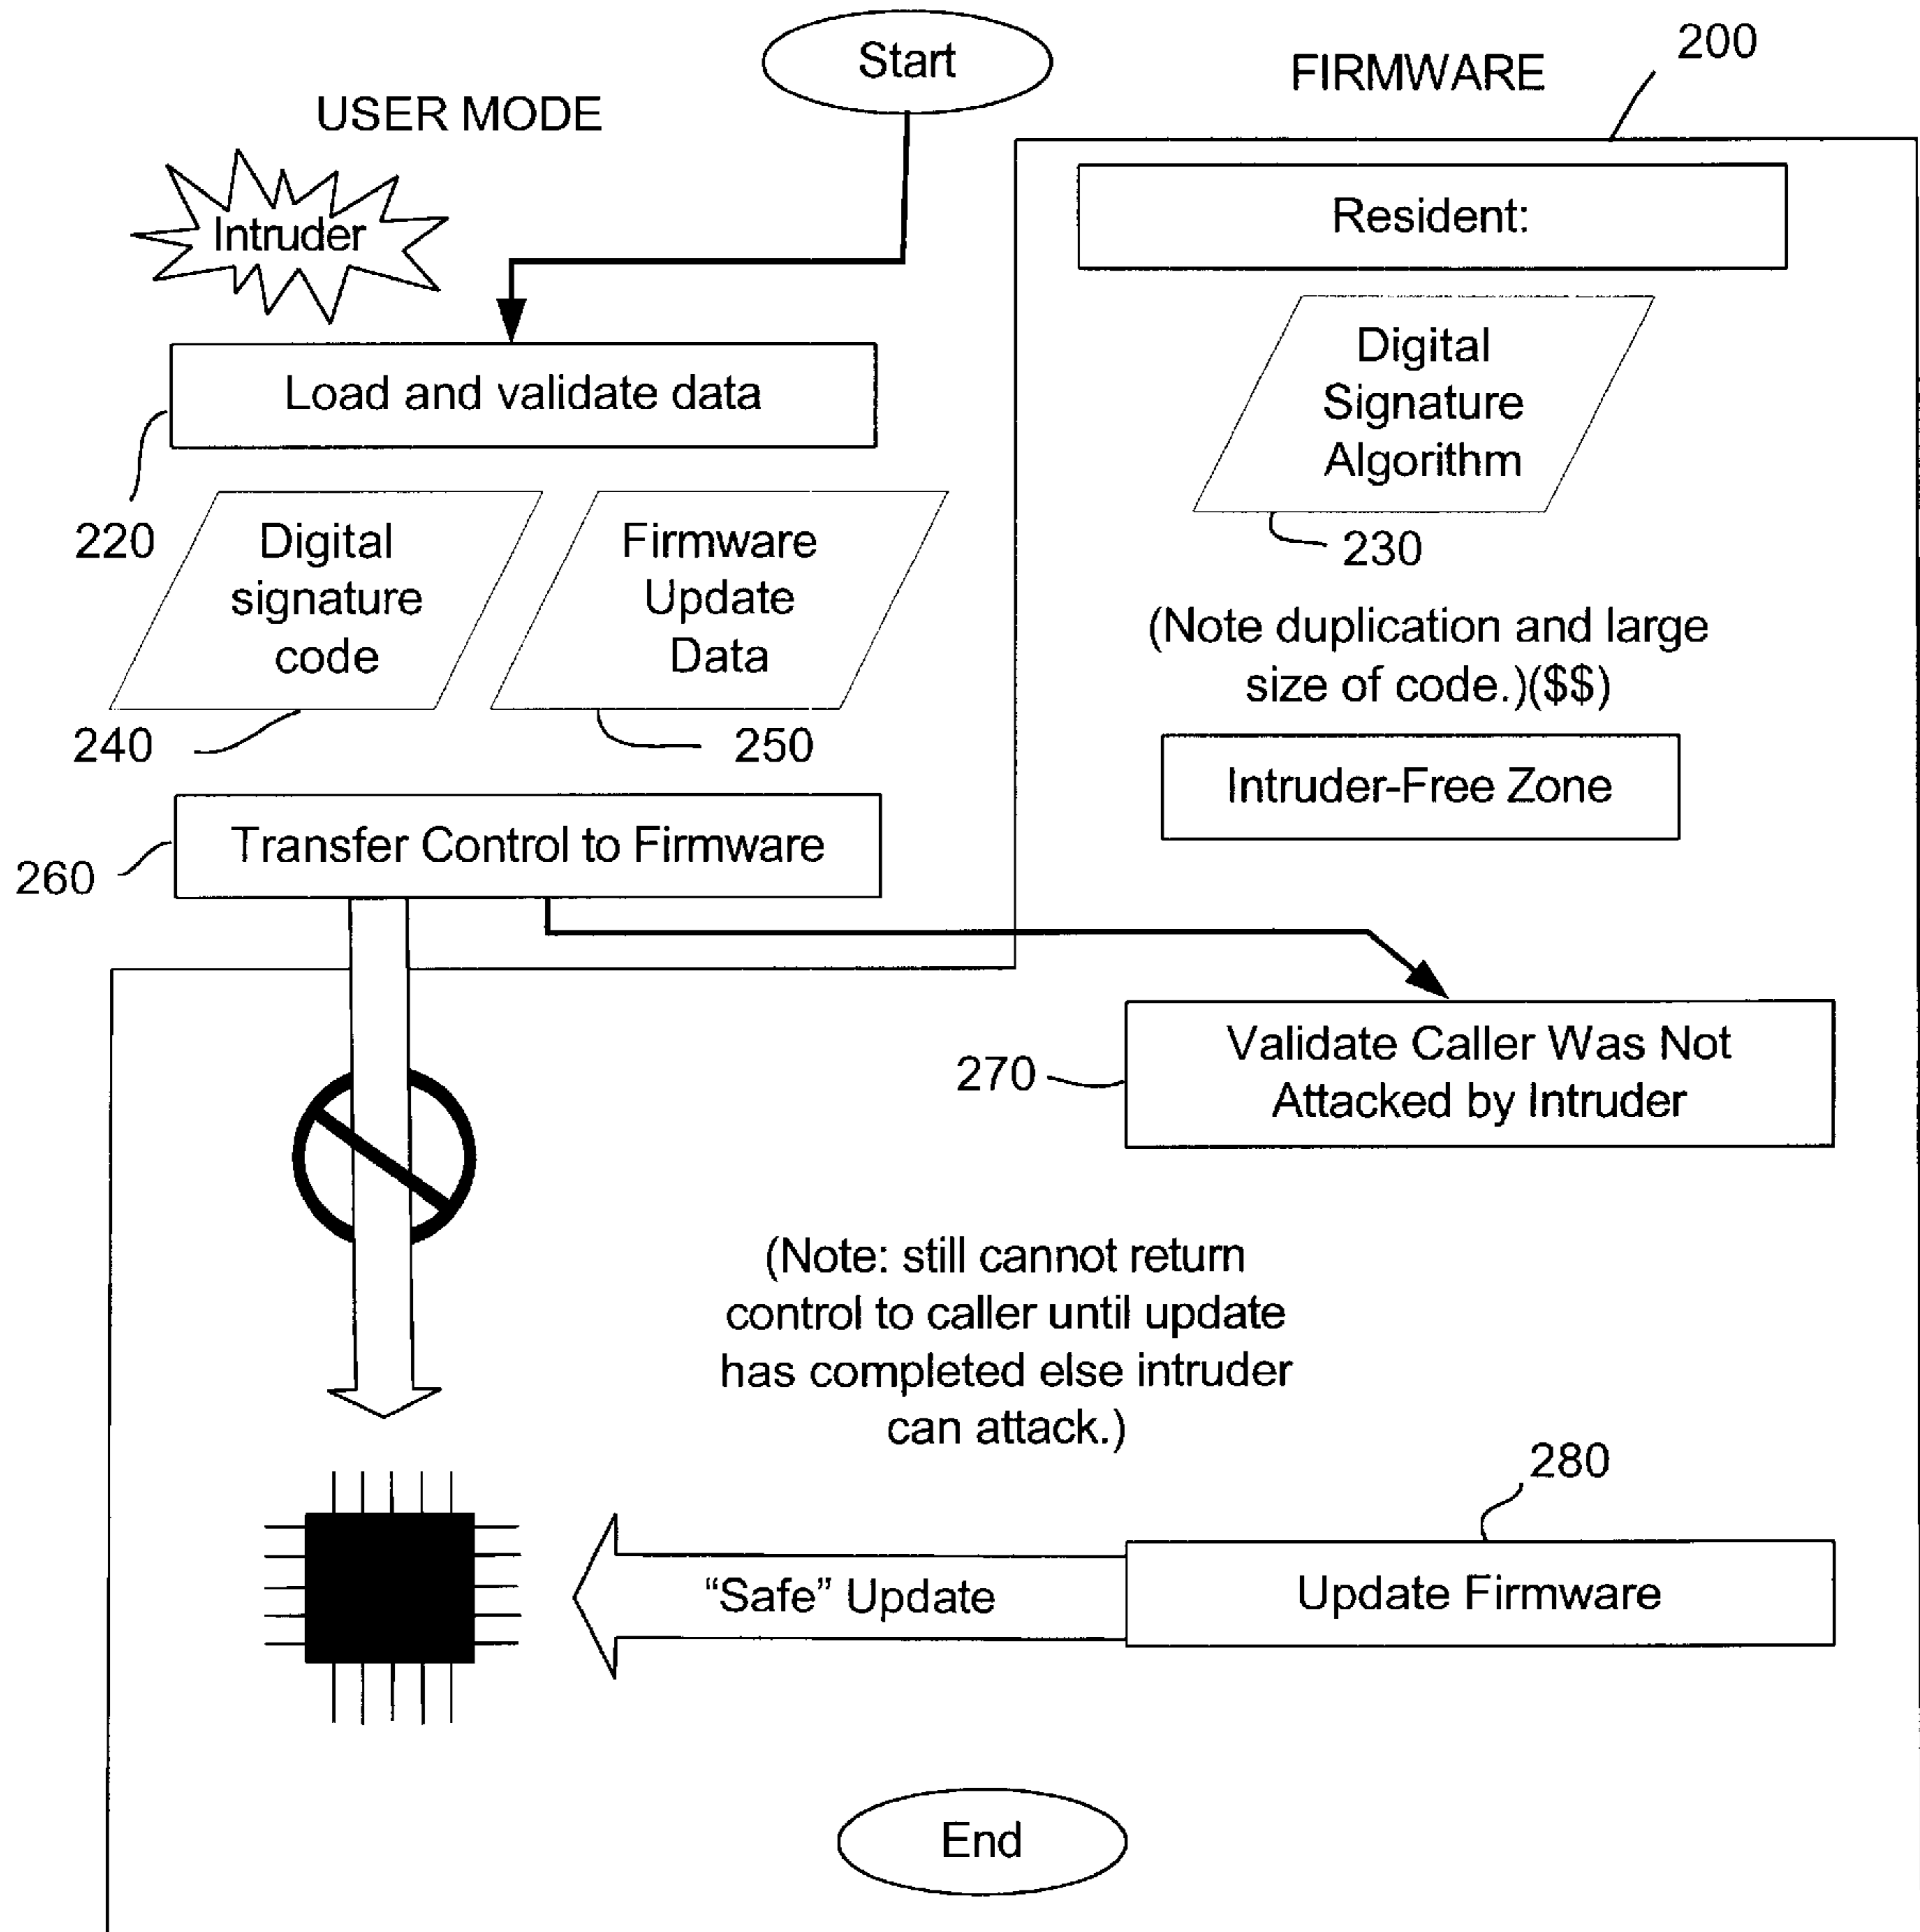 Start
FIRMWARE
200
USER MODE
Intruder
Resident:
Load and validate data
220
Digital
Signature
Algorithm
230
Digital
signature
code
240
Firmware
Update
Data
250
(Note duplication and large
size of code.)($$)
Intruder-Free Zone
Transfer Control to Firmware
260
Validate Caller Was Not
Attacked by Intruder
270
(Note: still cannot return
control to caller until update
has completed else intruder
can attack.)
280
“Safe” Update
Update Firmware
End